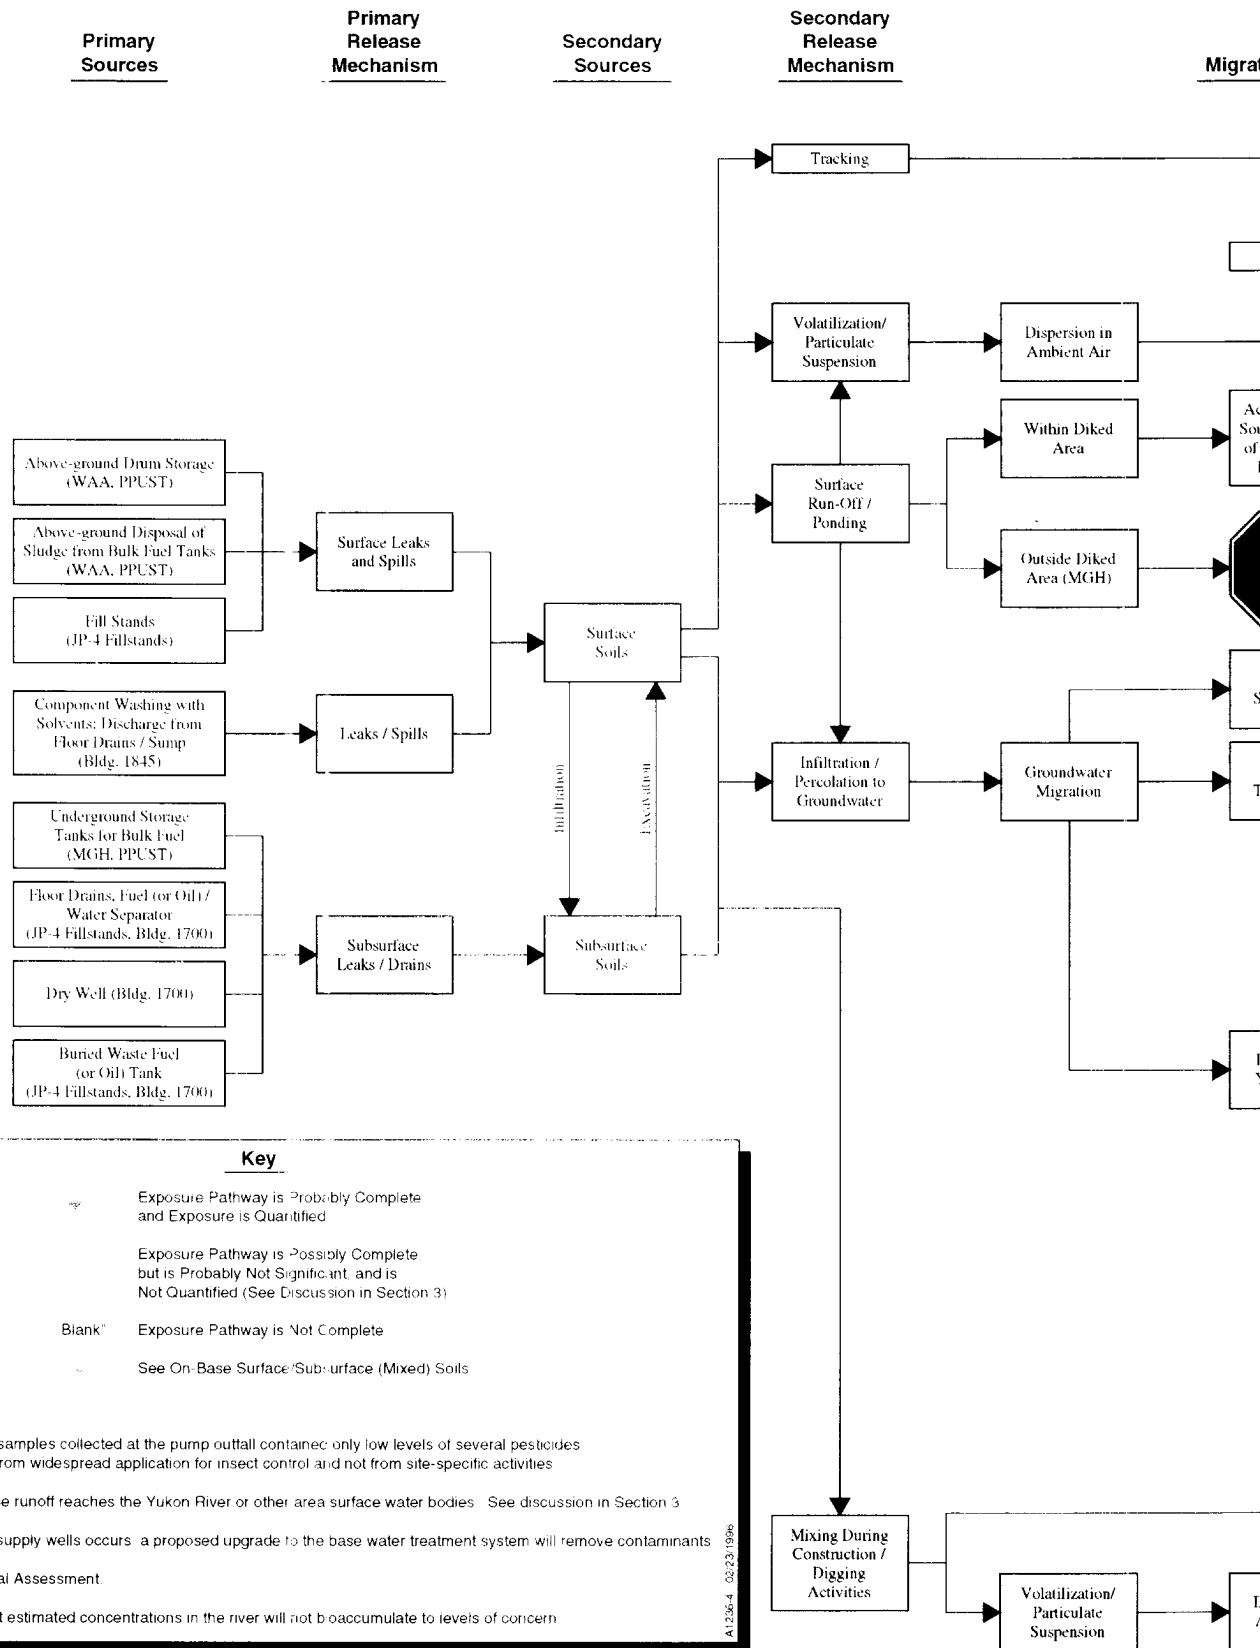 Primary
Sources
Primary
Release
Mechanism
Secondary
Sources
Secondary
Release
Mechanism
Tracking
Volatilization/
Particulate
Suspension
Dispersion in
Ambient Air
Within Diked
Area
Surface
Run-Off /
Ponding
Outside Diked
Area (MGH)
Above-ground Drum Storage
(WAA, PPUST)
Above-ground Disposal of
Sludge from Bulk Fuel Tanks
(WAA, PPUST)
Fill Stands
(JP-4 Fillstands)
Component Washing with
Solvents; Discharge from
Floor Drains / Sump
(Bldg. 1845)
Underground Storage
Tanks for Bulk Fuel
(MGH, PPUST)
Floor Drains, Fuel (or Oil) /
Water Separator
(JP-4 Fillstands, Bldg. 1700)
Dry Well (Bldg. 1700)
Buried Waste Fuel
(or Oil) Tank
(JP-4 Fillstands, Bldg. 1700)
Surface Leaks
and Spills
Leaks / Spills
Subsurface
Leaks / Drains
Surface
Soils
Infiltration
Excavation
Subsurface
Soils
Infiltration /
Percolation to
Groundwater
Groundwater
Migration
Mixing During
Construction /
Digging
Activities
Volatilization/
Particulate
Suspension
Key
Exposure Pathway is Probably Complete
and Exposure is Quantified
Exposure Pathway is Possibly Complete,
but is Probably Not Significant, and is
Not Quantified (See Discussion in Section 3)
Blank" Exposure Pathway is Not Complete
See On-Base Surface/Subsurface (Mixed) Soils
samples collected at the pump outfall contained only low levels of several pesticides
rom widespread application for insect control and not from site-specific activities
e runoff reaches the Yukon River or other area surface water bodies See discussion in Section 3
supply wells occurs a proposed upgrade to the base water treatment system will remove contaminants
al Assessment.
t estimated concentrations in the river will not bioaccumulate to levels of concern
A1236-4 02/23/1996